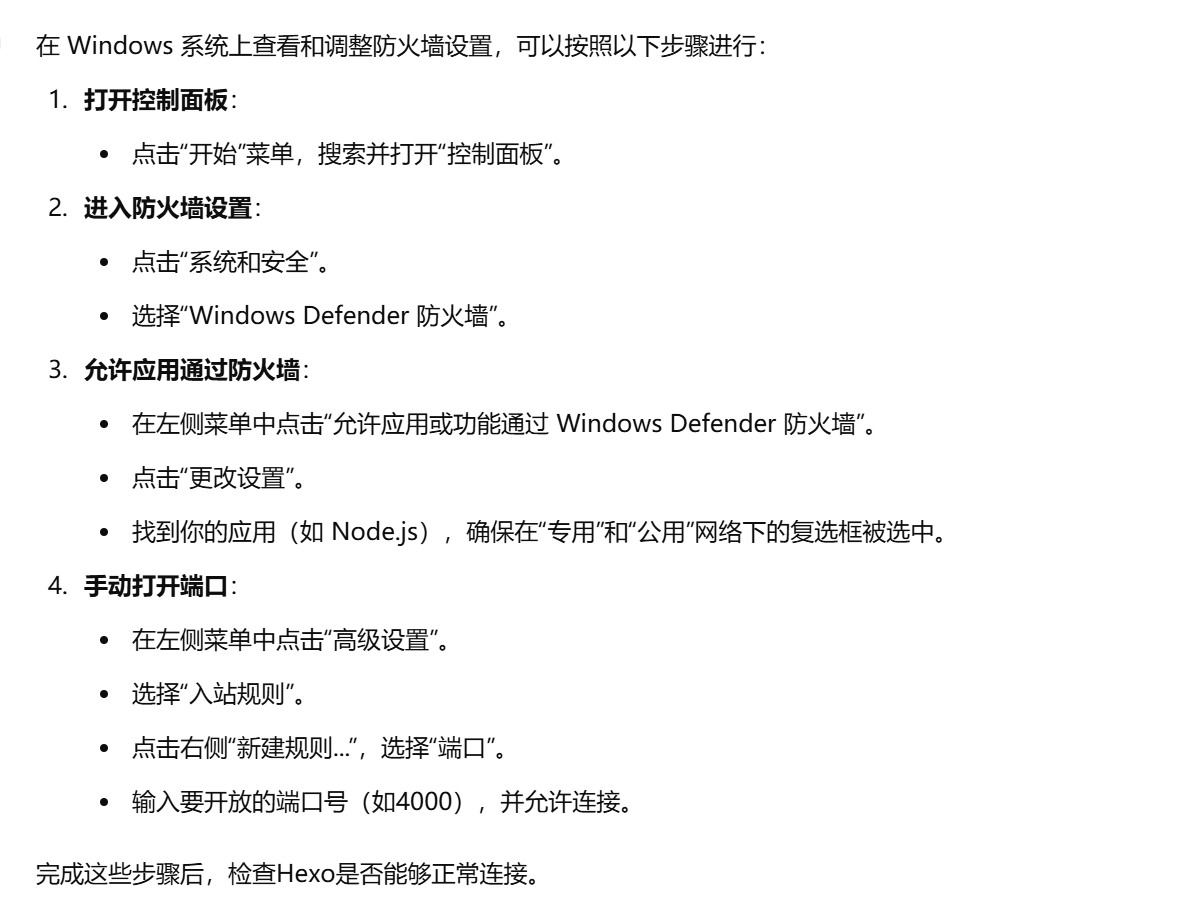 在 Windows 系统上查看和调整防火墙设置，可以按照以下步骤进行：
1. 打开控制面板：
• 点击“开始”菜单，搜索并打开“控制面板”。
2. 进入防火墙设置：
• 点击“系统和安全”。
• 选择“Windows Defender 防火墙”。
3. 允许应用通过防火墙：
• 在左侧菜单中点击“允许应用或功能通过 Windows Defender 防火墙”。
• 点击“更改设置”。
• 找到你的应用（如 Node.js），确保在“专用”和“公用”网络下的复选框被选中。
4. 手动打开端口：
• 在左侧菜单中点击“高级设置”。
• 选择“入站规则”。
• 点击右侧“新建规则...”，选择“端口”。
• 输入要开放的端口号（如4000），并允许连接。
完成这些步骤后，检查Hexo是否能够正常连接。